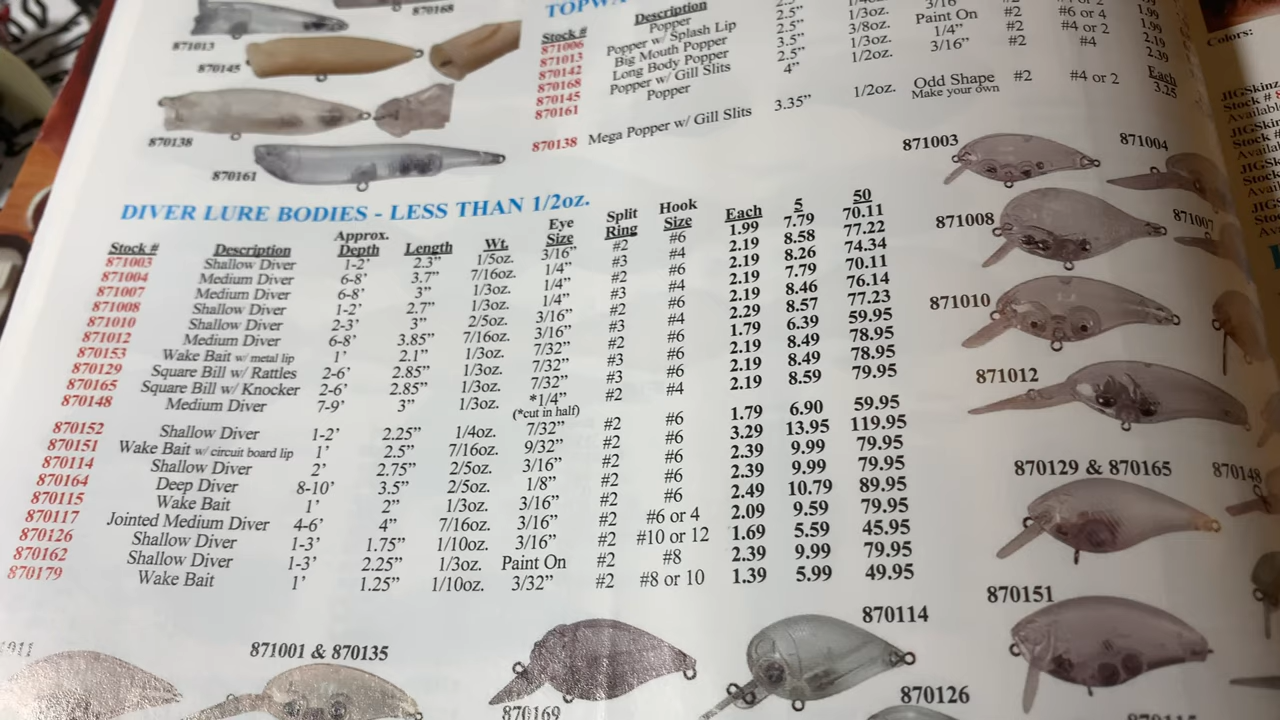 870168
871013
870145
870138
870161
TOPWA
Stock # Description
871006 Popper
871013 Popper w/ Splash Lip 2.5"
870142 Big Mouth Popper 2.5" 1/3oz. 3/16"
870168 Long Body Popper 3.5" 3/8oz. Paint On #2 #6 or 4 1.99
870145 Popper w/ Gill Slits 2.5" 1/3oz. 1/4" #2 #4 or 2 2.19
870161 Popper 4" 1/2oz. 3/16" #2 #4 2.39
Each
870138 Mega Popper w/ Gill Slits 3.35" 1/2oz. Odd Shape #2 #4 or 2 3.25
Make your own
DIVER LURE BODIES - LESS THAN 1/2oz.
Stock # Description Approx. Depth Length Wt. Eye Size Split Ring Hook Size Each 5 50
871003 Shallow Diver 1-2' 2.3" 1/5oz. 3/16" #2 #6 1.99 7.79 70.11
871004 Medium Diver 6-8' 3.7" 7/16oz. 1/4" #3 #4 2.19 8.58 77.22
871007 Medium Diver 6-8' 3" 1/3oz. 1/4" #2 #6 2.19 8.26 74.34
871008 Shallow Diver 1-2' 2.7" 1/3oz. 1/4" #3 #4 2.19 7.79 70.11
871010 Shallow Diver 2-3' 3" 2/5oz. 3/16" #2 #6 2.19 8.46 76.14
871012 Medium Diver 6-8' 3.85" 7/16oz. 3/16" #3 #4 2.29 8.57 77.23
870153 Wake Bait w/ metal lip 1' 2.1" 1/3oz. 7/32" #2 #6 1.79 6.39 59.95
870129 Square Bill w/ Rattles 2-6' 2.85" 1/3oz. 7/32" #3 #6 2.19 8.49 78.95
870165 Square Bill w/ Knocker 2-6' 2.85" 1/3oz. 7/32" #3 #6 2.19 8.49 78.95
870148 Medium Diver 7-9' 3" 1/3oz. *1/4" #2 #4 2.19 8.59 79.95
(*cut in half)
870152 Shallow Diver 1-2' 2.25" 1/4oz. 7/32" #2 #6 1.79 6.90 59.95
870151 Wake Bait w/ circuit board lip 1' 2.5" 7/16oz. 9/32" #2 #6 3.29 13.95 119.95
870114 Shallow Diver 2' 2.75" 2/5oz. 3/16" #2 #6 2.39 9.99 79.95
870164 Deep Diver 8-10' 3.5" 2/5oz. 1/8" #2 #6 2.39 9.99 79.95
870115 Wake Bait 1' 2" 1/3oz. 3/16" #2 #6 2.49 10.79 89.95
870117 Jointed Medium Diver 4-6' 4" 7/16oz. 3/16" #2 #6 or 4 2.09 9.59 79.95
870126 Shallow Diver 1-3' 1.75" 1/10oz. 3/16" #2 #10 or 12 1.69 5.59 45.95
870162 Shallow Diver 1-3' 2.25" 1/3oz. Paint On #2 #8 2.39 9.99 79.95
870179 Wake Bait 1' 1.25" 1/10oz. 3/32" #2 #8 or 10 1.39 5.99 49.95
871003
871004
871008
871007
871010
871012
870129 & 870165
870148
870151
870114
870126
871001 & 870135
870169
Colors:
JIGSkinz
Stock #